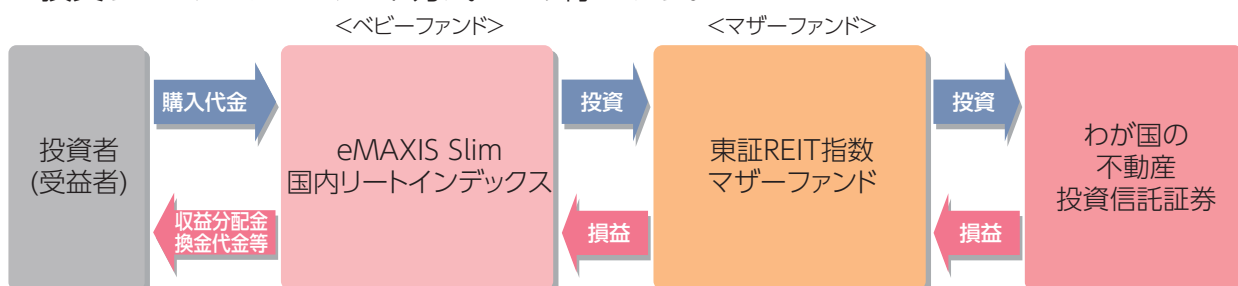 <ベビーファンド>
<マザーファンド>
投資者
(受益者)
購入代金
収益分配金
換金代金等
eMAXIS Slim
国内リートインデックス
投資
損益
東証REIT指数
マザーファンド
投資
損益
わが国の
不動産
投資信託証券